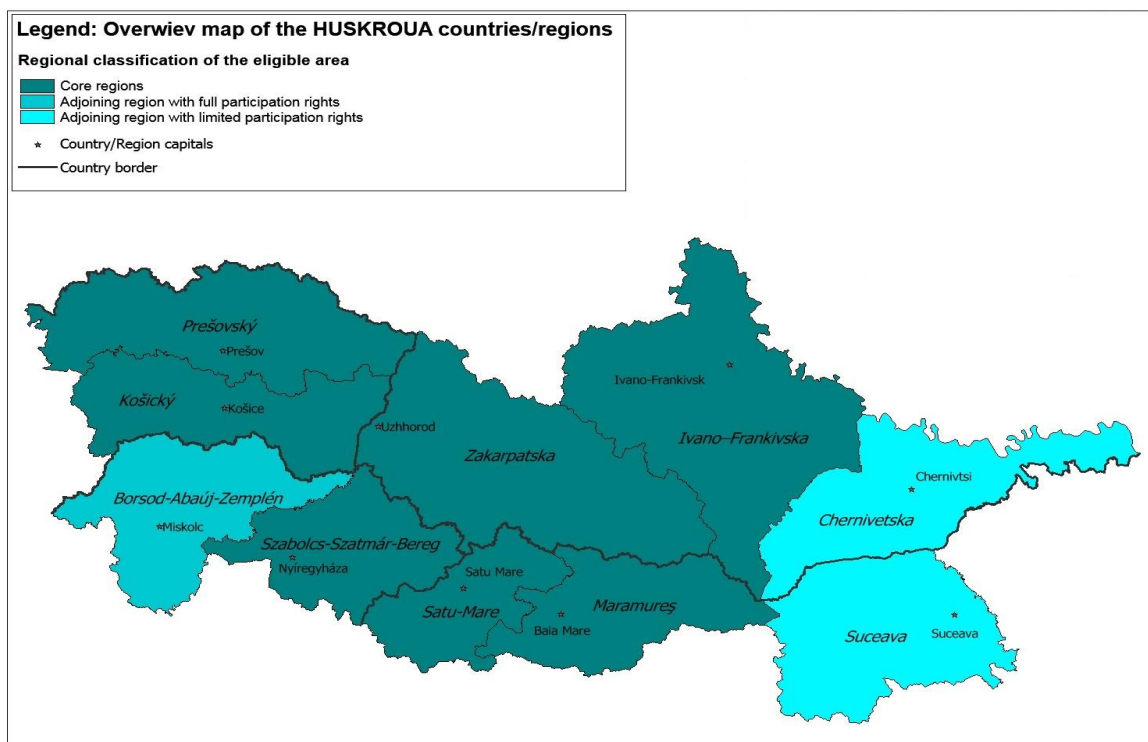 Legend: Overwiev map of the HUSKROUA countries/regions
Regional classification of the eligible area
Core regions
Adjoining region with full participation rights
Adjoining region with limited participation rights
Country/Region capitals
Country border
Prešovský
Prešov
Košický
Košice
Uzhhorod
Zakarpatska
Ivano-Frankivsk
Ivano–Frankivska
Chernivtsi
Chernivetska
Borsod-Abaúj-Zemplén
Miskolc
Szabolcs-Szatmár-Bereg
Nyíregyháza
Satu Mare
Satu-Mare
Maramureş
Baia Mare
Suceava
Suceava